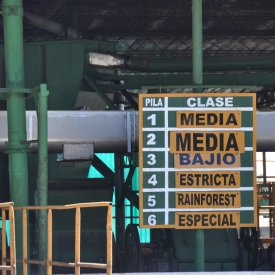 PILA CLASE
1 MEDIA
2 MEDIA
3 BAJIO
4 ESTRICTA
5 RAINFOREST
6 ESPECIAL